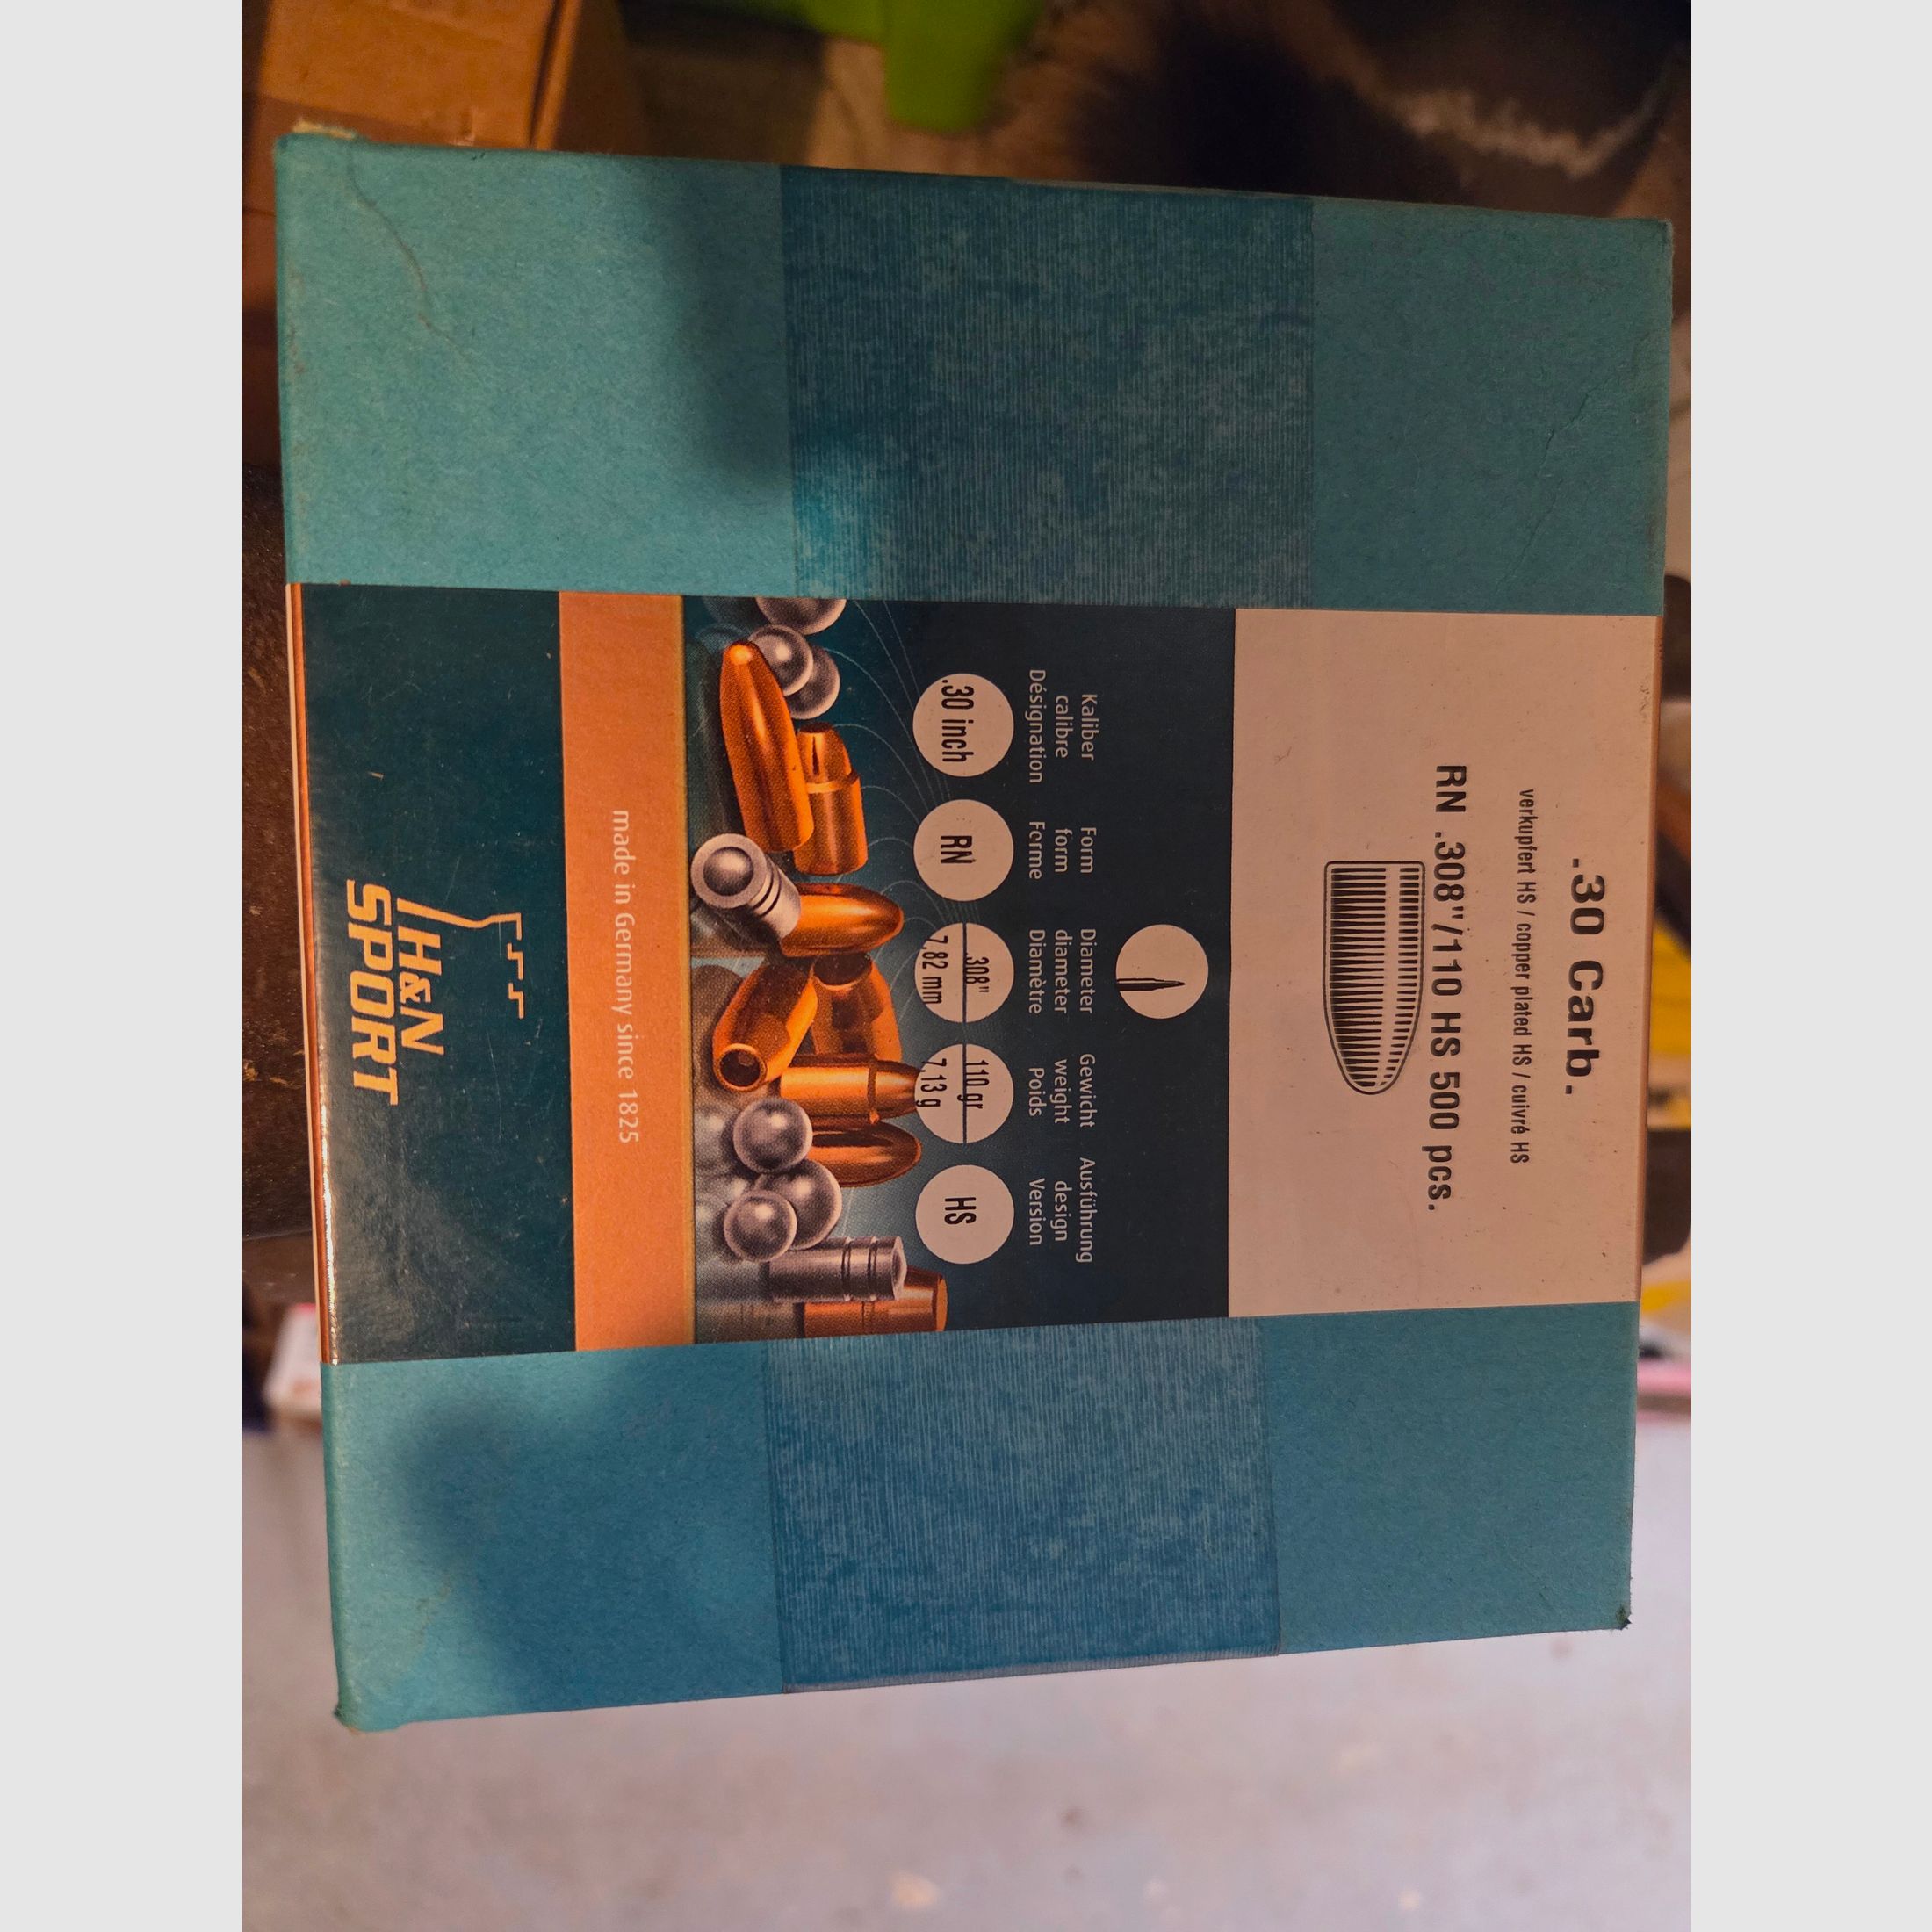 .30 Carb.
verkupfert HS / copper plated HS / cuivré HS
RN .308"/110 HS 500 pcs.
Kaliber
calibre
Désignation
Form
form
Forme
Diameter
diameter
Diamètre
Gewicht
weight
Poids
Ausführung
design
Version
.30 inch
RN
.308"
7,82 mm
110 gr
7,13 g
HS
made in Germany since 1825
H&N
SPORT